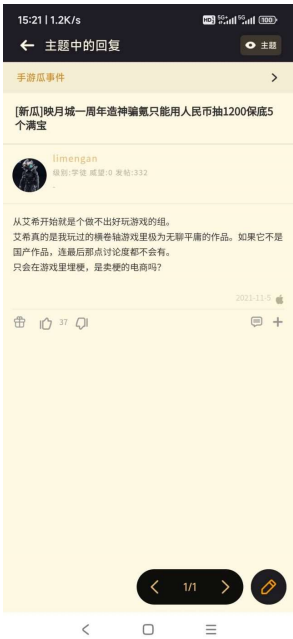 15:21 | 1.2K/s HD 5G+ 5G 100
主题中的回复 主题
手游瓜事件
[新瓜]映月城一周年造神骗氪只能用人民币抽1200保底5
个满宝
limengan
级别:学徒 威望:0 发帖:332
从艾希开始就是个做不出好玩游戏的组。
艾希真的是我玩过的横卷轴游戏里极为无聊平庸的作品。如果它不是
国产作品，连最后那点讨论度都不会有。
只会在游戏里埋梗，是卖梗的电商吗？
2021-11-5
37
1/1